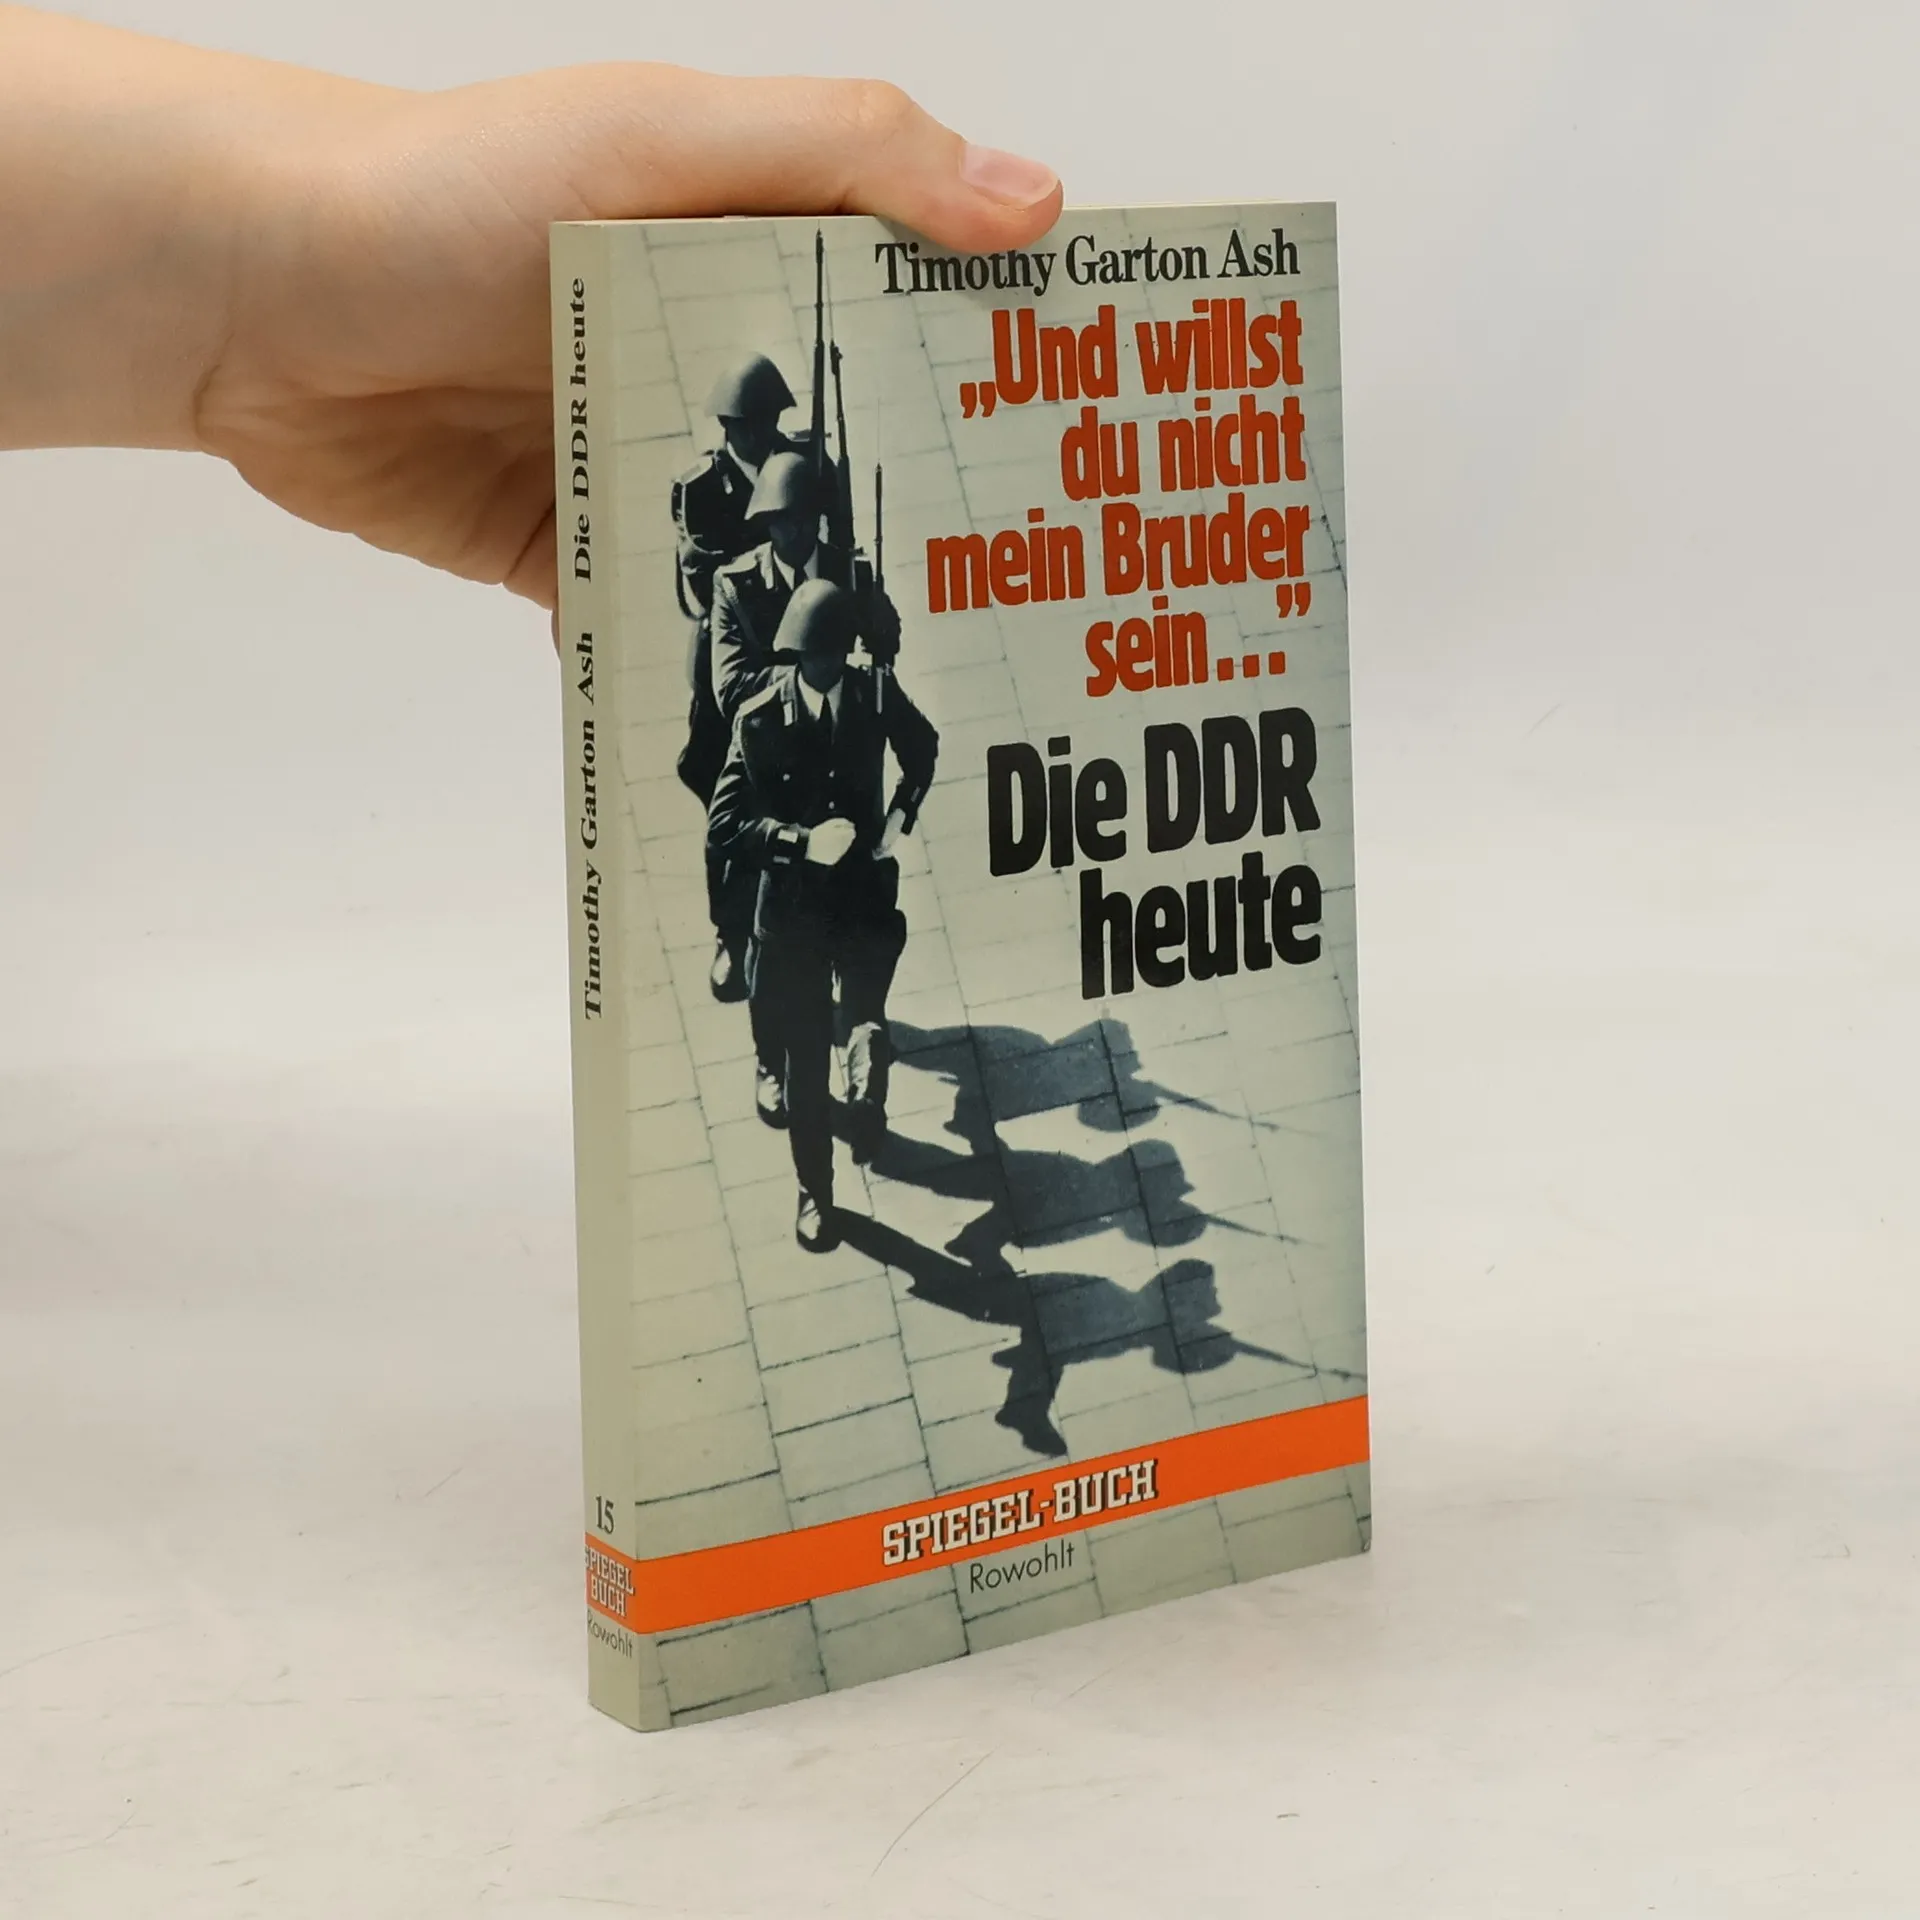 Timothy Garton Ash
„Und willst
du nicht
mein Bruder
sein..."
Die DDR
heute
SPIEGEL-BUCH
Rowohlt
Timothy Garton Ash Die DDR heute
15
SPIEGEL
BUCH
Rowohlt